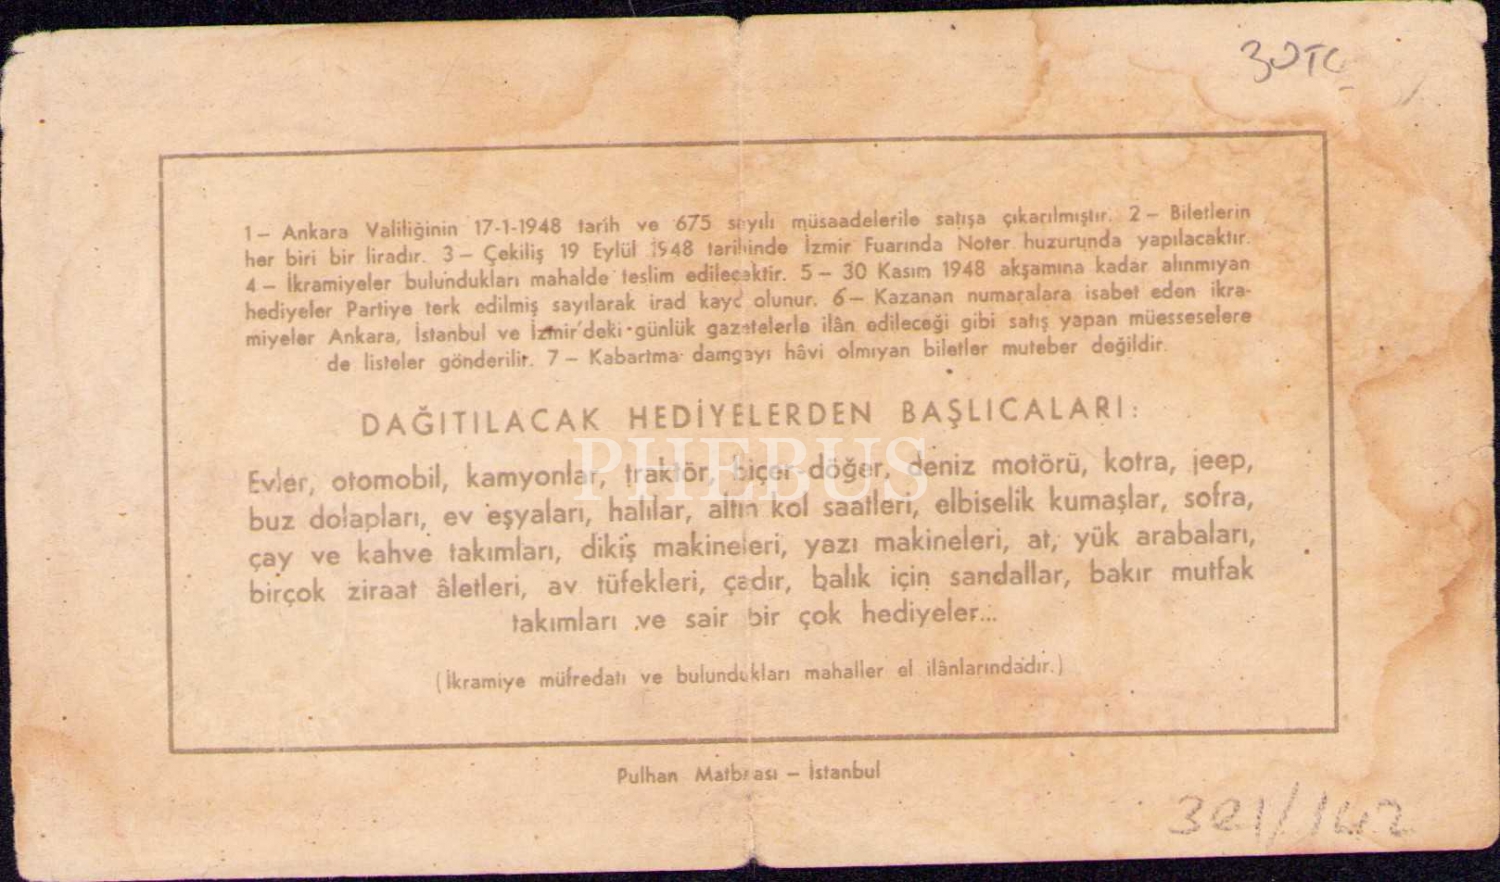 30TC
1 — Ankara Valiliğinin 17-1-1948 tarih ve 675 sayılı müsaadelerile satışa çıkarılmıştır. 2 — Biletlerin
her biri bir liradır. 3 — Çekiliş 19 Eylül 1948 tarihinde İzmir Fuarında Noter huzurunda yapılacaktır.
4 — İkramiyeler bulundukları mahalde teslim edilecektir. 5 — 30 Kasım 1948 akşamına kadar alınmıyan
hediyeler Partiye terk edilmiş sayılarak irad kayd olunur. 6 — Kazanan numaralara isabet eden ikra-
miyeler Ankara, İstanbul ve İzmir'deki günlük gazetelerle ilân edileceği gibi satış yapan müesseselere
de listeler gönderilir. 7 — Kabartma damgayı hâvi olmıyan biletler muteber değildir.
DAĞITILACAK HEDİYELERDEN BAŞLICALARI:
PHEBUS
Evler, otomobil, kamyonlar, traktör, biçer-döğer, deniz motörü, kotra, jeep,
buz dolapları, ev eşyaları, halılar, altın kol saatleri, elbiselik kumaşlar, sofra,
çay ve kahve takımları, dikiş makineleri, yazı makineleri, at, yük arabaları,
birçok ziraat âletleri, av tüfekleri, çadır, balık için sandallar, bakır mutfak
takımları ve sair bir çok hediyeler...
(İkramiye müfredatı ve bulundukları mahaller el ilânlarındadır.)
Pulhan Matbaası — İstanbul
321/142